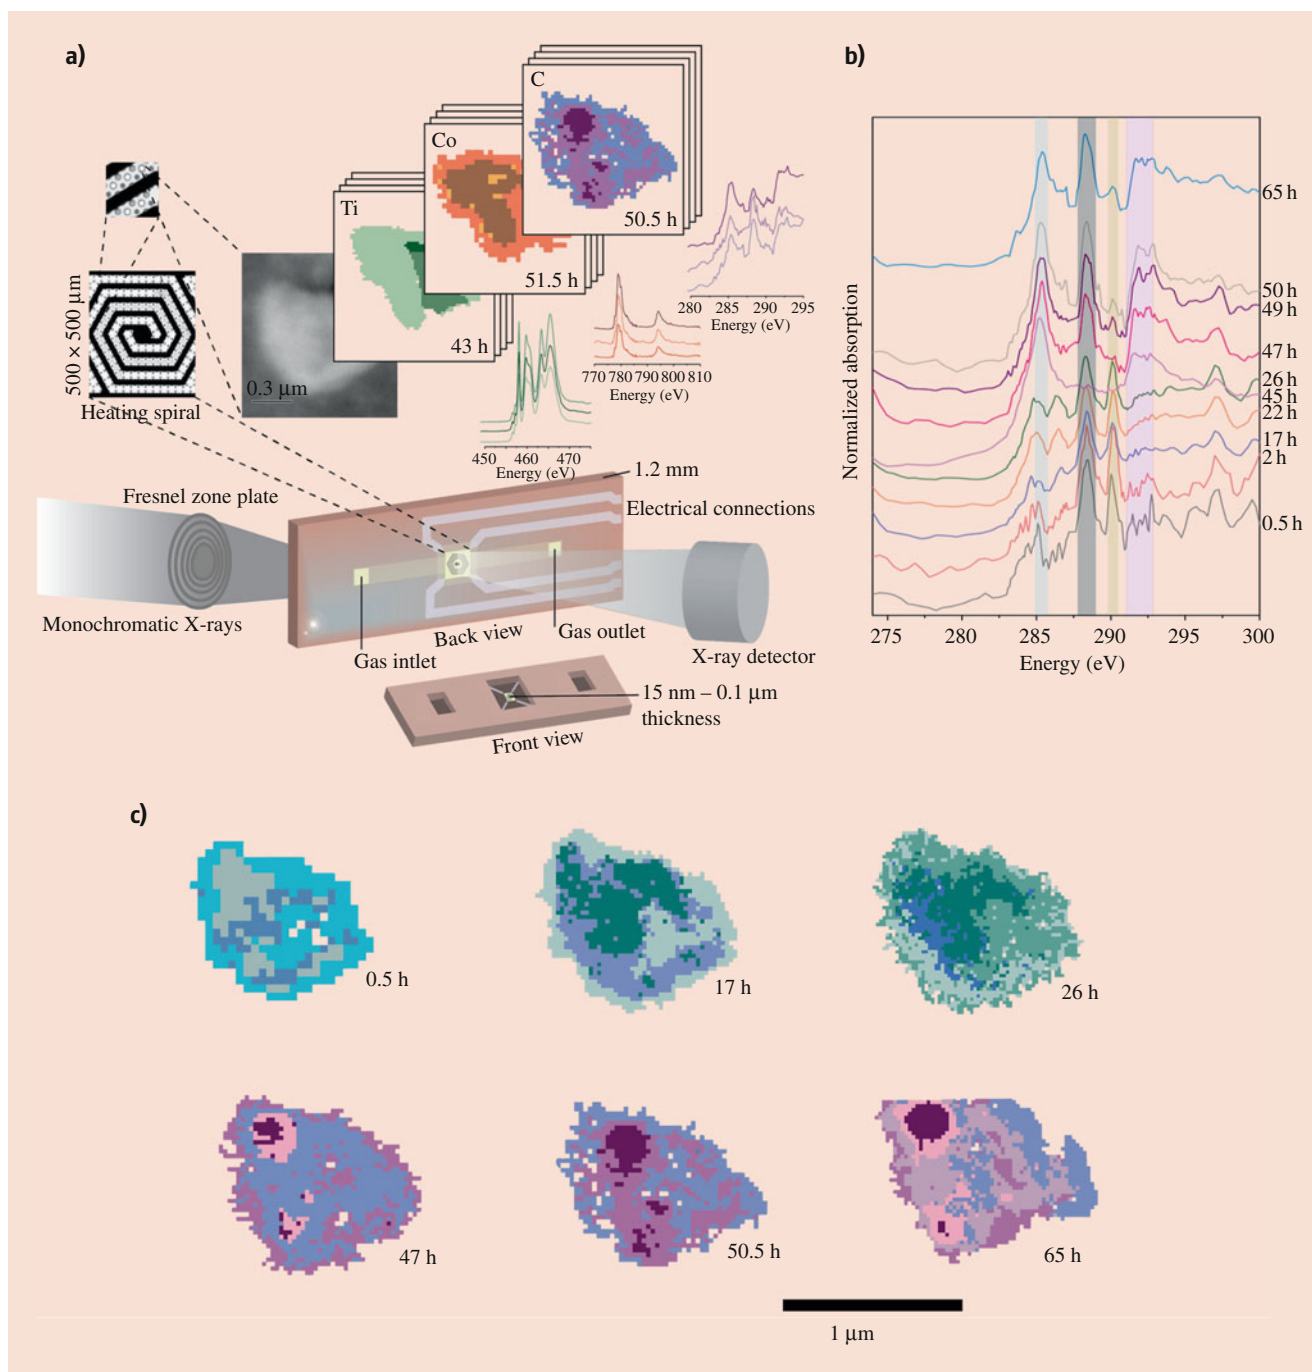 a)
C
50.5 h
Co
51.5 h
Ti
43 h
500 × 500 μm
Heating spiral
0.3 μm
280 285 290 295
Energy (eV)
770 780 790 800 810
Energy (eV)
450 460 470
Energy (eV)
1.2 mm
Fresnel zone plate
Electrical connections
Monochromatic X-rays
Back view
Gas outlet
Gas intlet
X-ray detector
15 nm – 0.1 μm
thickness
Front view
b)
Normalized absorption
65 h
50 h
49 h
47 h
26 h
45 h
22 h
17 h
2 h
0.5 h
275 280 285 290 295 300
Energy (eV)
c)
0.5 h
17 h
26 h
47 h
50.5 h
65 h
1 μm